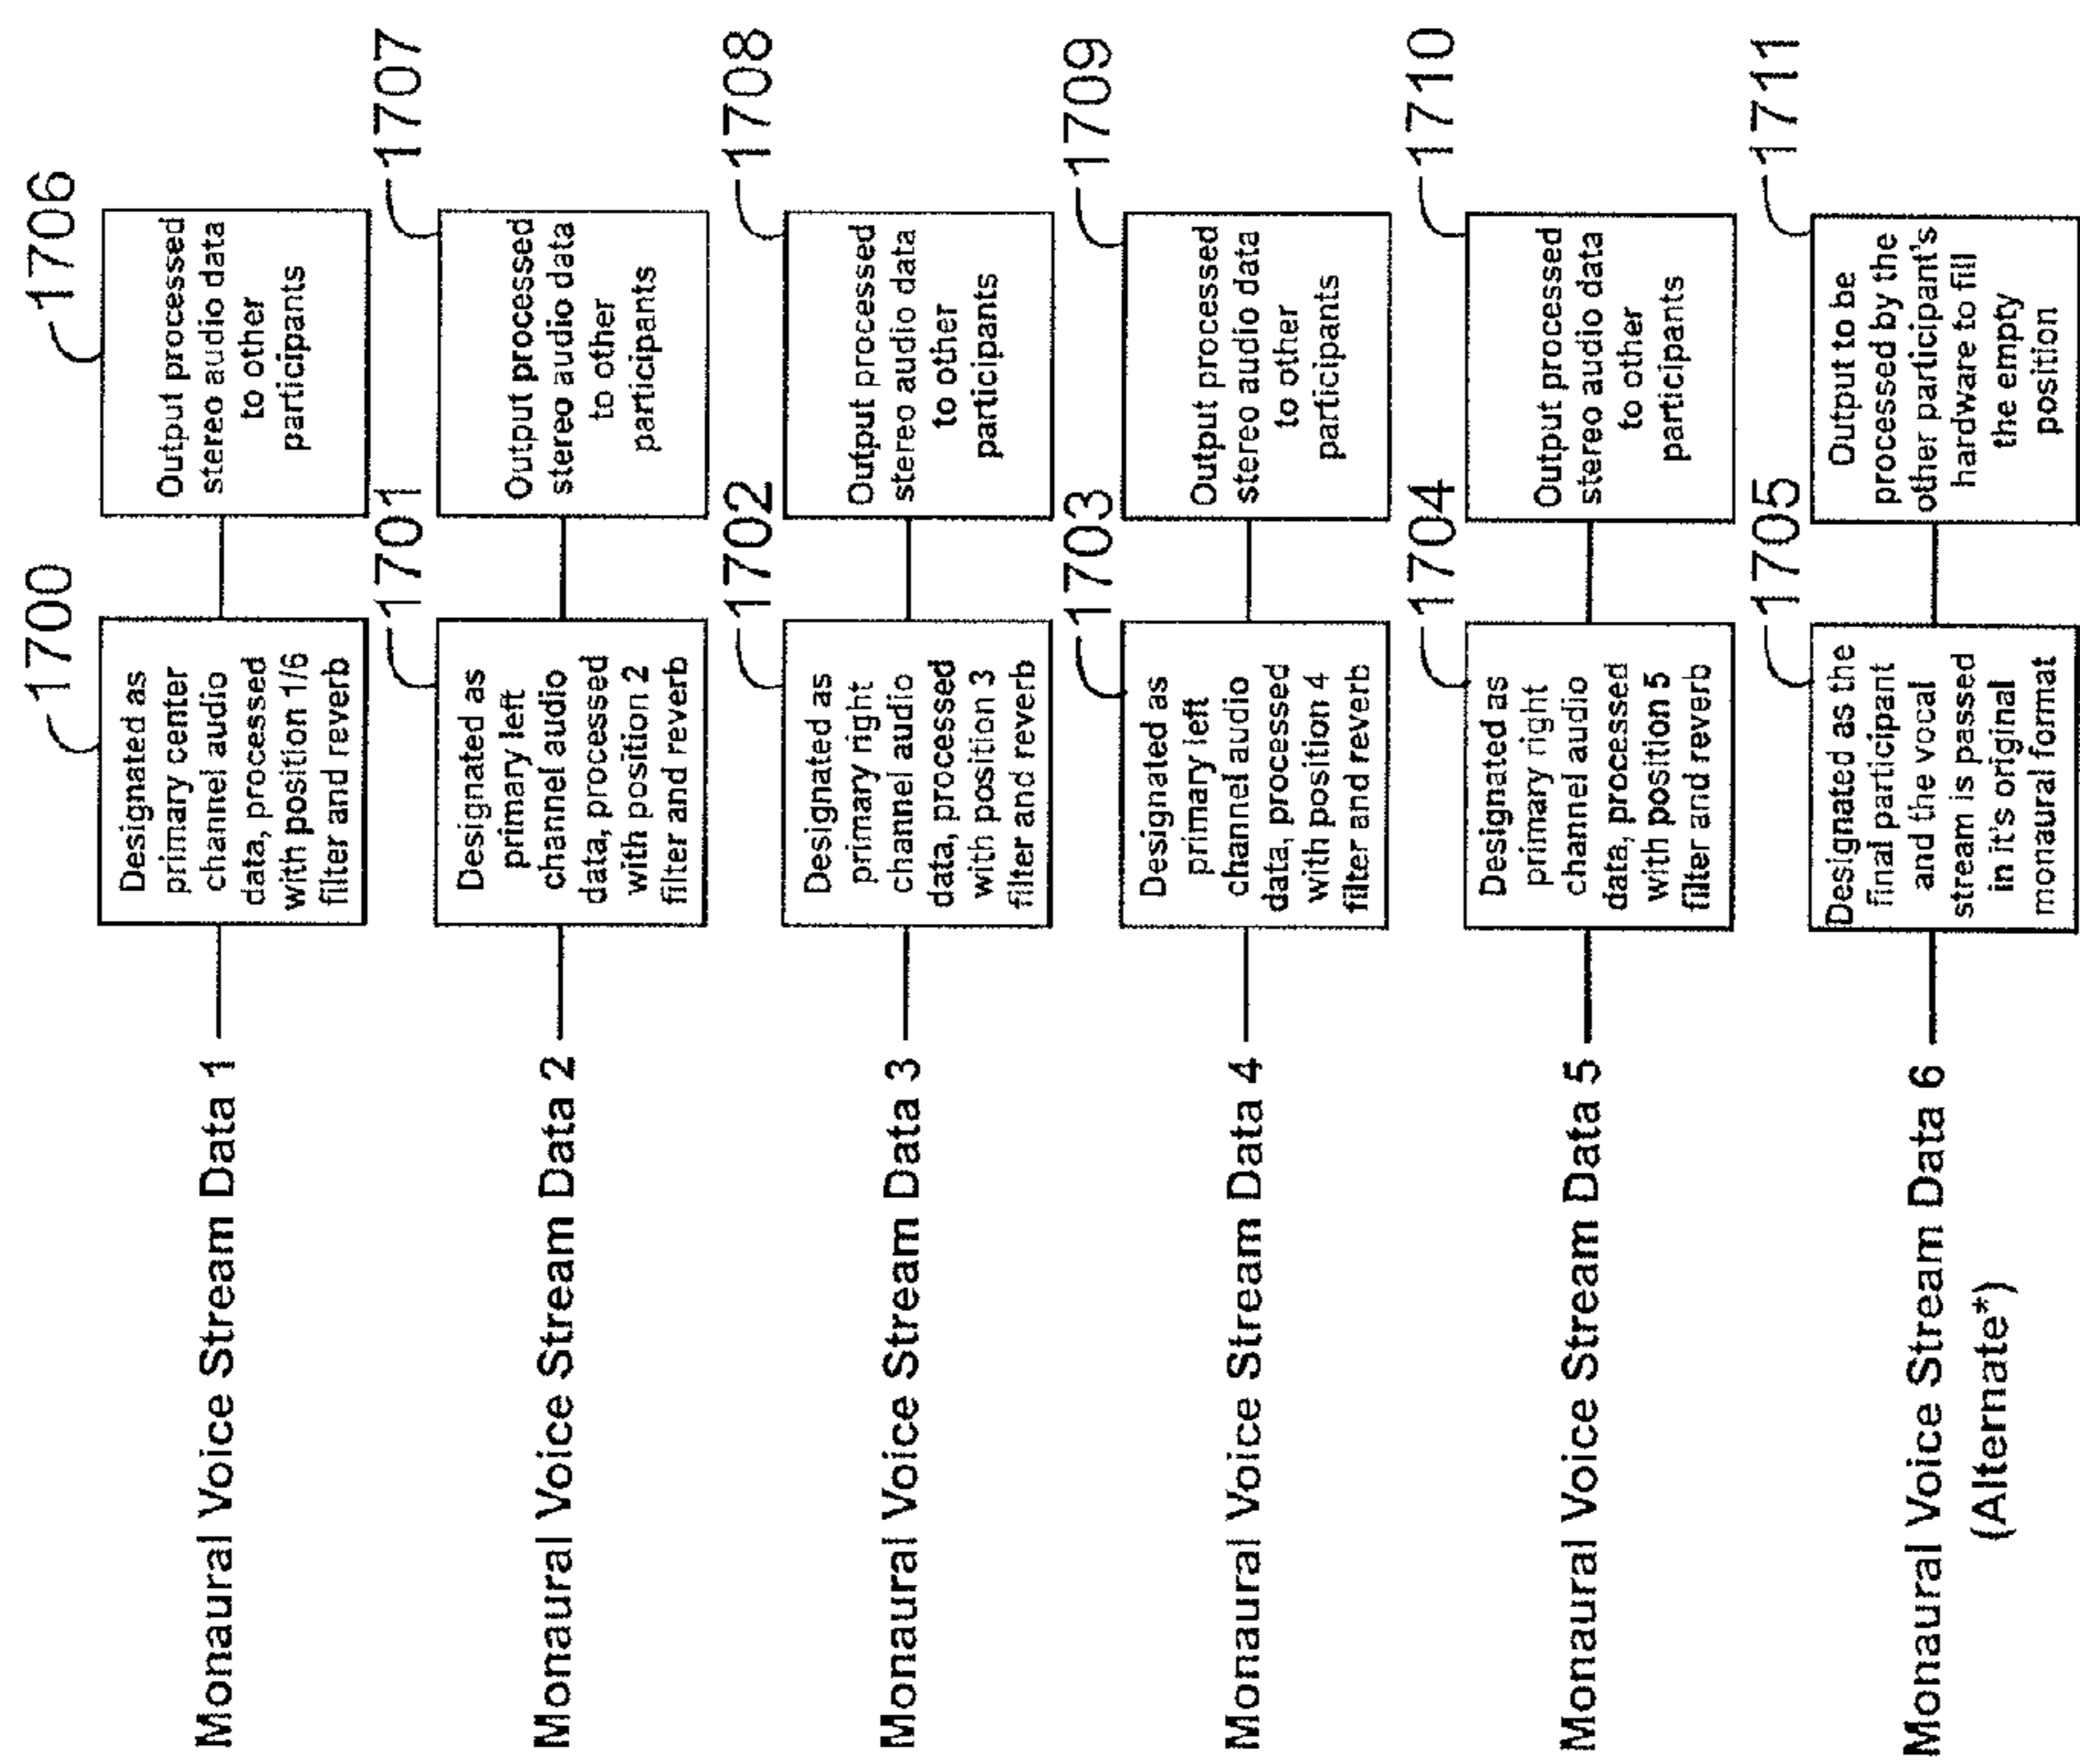 1700
1706
Monaural Voice Stream Data 1
Designated as
primary center
channel audio
data, processed
with position 1/6
filter and reverb
Output processed
stereo audio data
to other
participants
1701
1707
Monaural Voice Stream Data 2
Designated as
primary left
channel audio
data, processed
with position 2
filter and reverb
Output processed
stereo audio data
to other
participants
1702
1708
Monaural Voice Stream Data 3
Designated as
primary right
channel audio
data, processed
with position 3
filter and reverb
Output processed
stereo audio data
to other
participants
1703
1709
Monaural Voice Stream Data 4
Designated as
primary left
channel audio
data, processed
with position 4
filter and reverb
Output processed
stereo audio data
to other
participants
1704
1710
Monaural Voice Stream Data 5
Designated as
primary right
channel audio
data, processed
with position 5
filter and reverb
Output processed
stereo audio data
to other
participants
1705
1711
Monaural Voice Stream Data 6
(Alternate*)
Designated as the
final participant
and the vocal
stream is passed
in it's original
monaural format
Output to be
processed by the
other participant's
hardware to fill
the empty
position